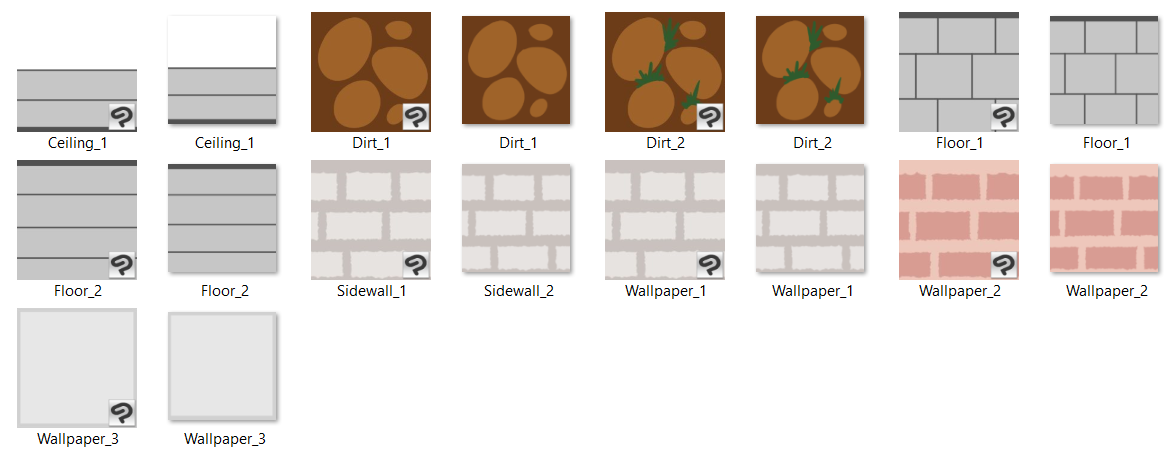 Ceiling_1
Ceiling_1
Dirt_1
Dirt_1
Dirt_2
Dirt_2
Floor_1
Floor_1
Floor_2
Floor_2
Sidewall_1
Sidewall_2
Wallpaper_1
Wallpaper_1
Wallpaper_2
Wallpaper_2
Wallpaper_3
Wallpaper_3